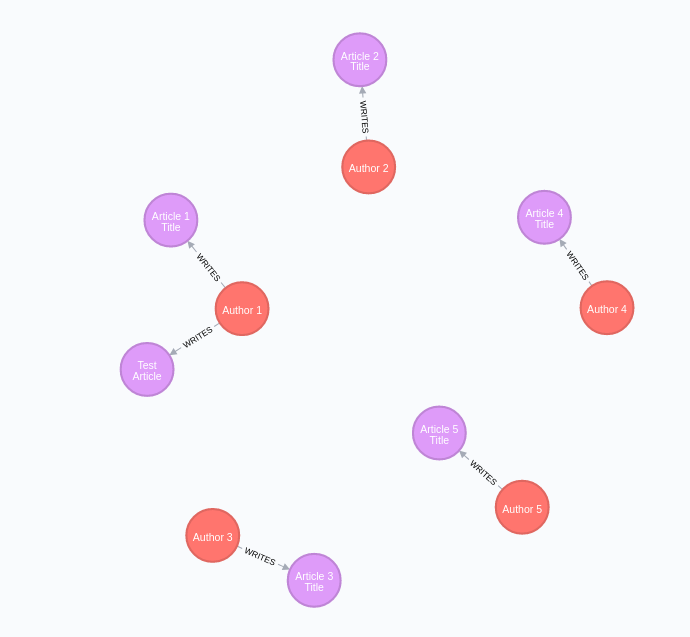 Article 2
Title
WRITES
Author 2
Article 1
Title
WRITES
Author 1
WRITES
Test
Article
Article 4
Title
WRITES
Author 4
Article 5
Title
WRITES
Author 5
Author 3
WRITES
Article 3
Title